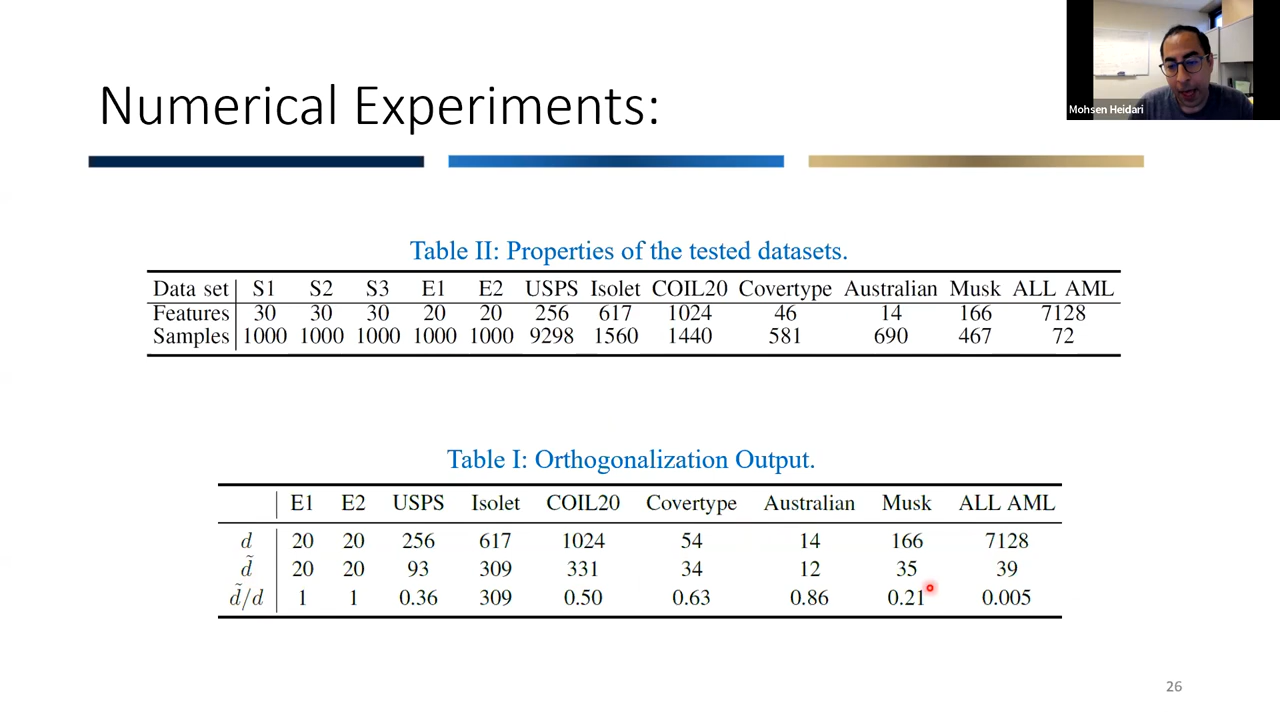 Mohsen Heidari
Numerical Experiments:
Table II: Properties of the tested datasets.
Data set S1 S2 S3 E1 E2 USPS Isolet COIL20 Covertype Australian Musk ALL AML
Features 30 30 30 20 20 256 617 1024 46 14 166 7128
Samples 1000 1000 1000 1000 1000 9298 1560 1440 581 690 467 72
Table I: Orthogonalization Output.
E1 E2 USPS Isolet COIL20 Covertype Australian Musk ALL AML
d 20 20 256 617 1024 54 14 166 7128
d̃ 20 20 93 309 331 34 12 35 39
d̃/d 1 1 0.36 309 0.50 0.63 0.86 0.21 0.005
26